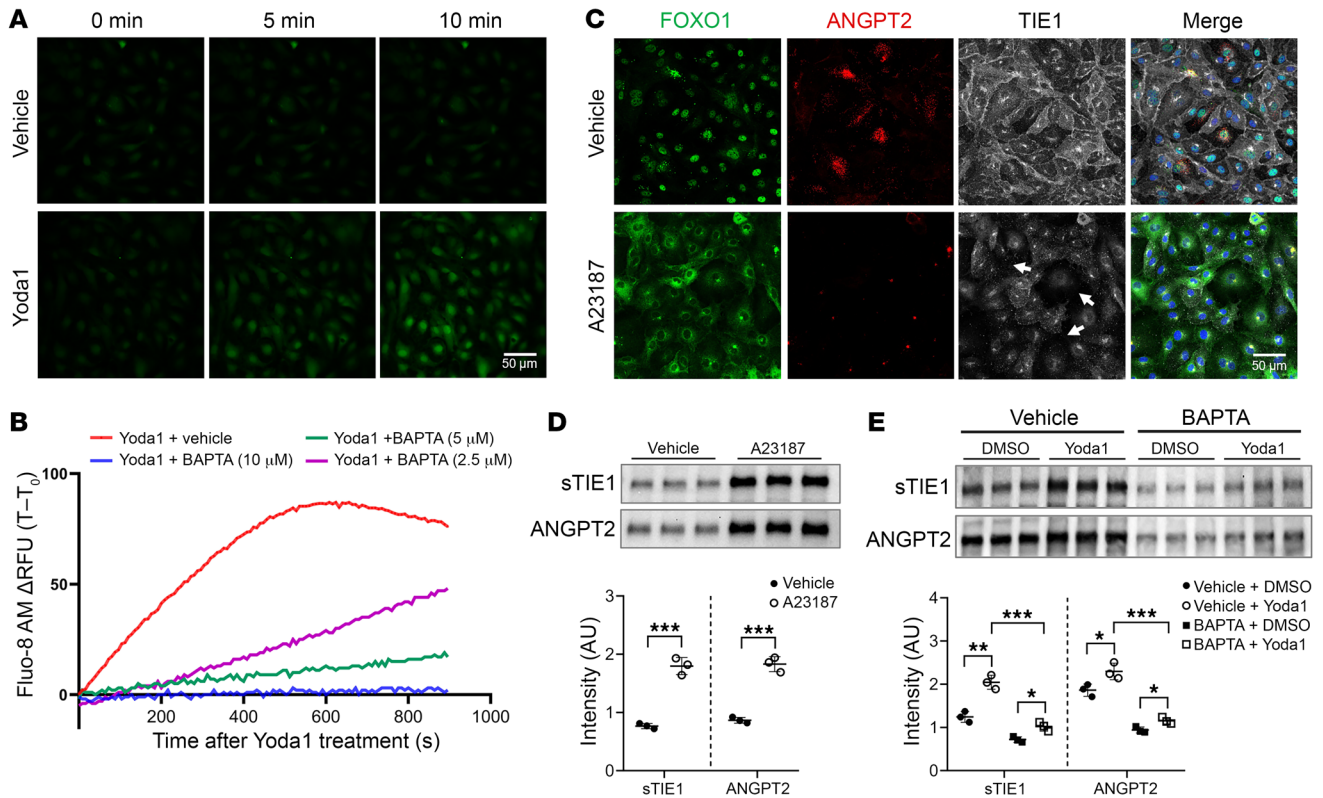 A
0 min 5 min 10 min
Vehicle
Yoda1
50 µm
C
FOXO1 ANGPT2 TIE1 Merge
Vehicle
A23187
50 µm
B
Yoda1 + vehicle
Yoda1 +BAPTA (5 µM)
Yoda1 + BAPTA (10 µM)
Yoda1 + BAPTA (2.5 µM)
Fluo-8 AM ΔRFU (T–T0)
100
50
0
200 400 600 800 1000
Time after Yoda1 treatment (s)
D
Vehicle A23187
sTIE1
ANGPT2
Vehicle
A23187
Intensity (AU)
3
2
1
0
*** ***
sTIE1 ANGPT2
E
Vehicle BAPTA
DMSO Yoda1 DMSO Yoda1
sTIE1
ANGPT2
Vehicle + DMSO
Vehicle + Yoda1
BAPTA + DMSO
BAPTA + Yoda1
Intensity (AU)
4
3
2
1
0
*** ***
** *
* *
sTIE1 ANGPT2